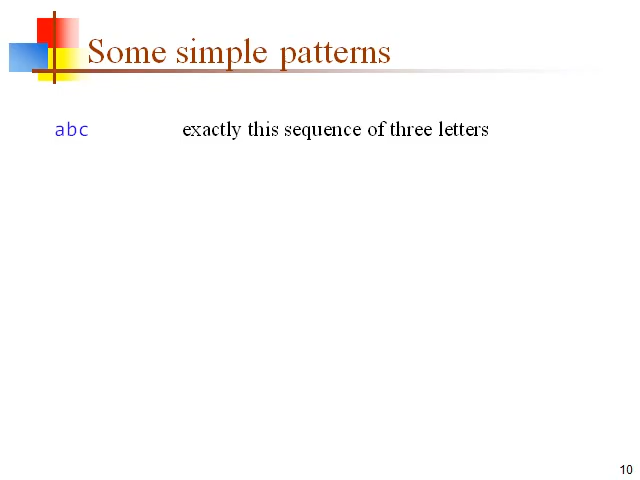 Some simple patterns
abc exactly this sequence of three letters
10